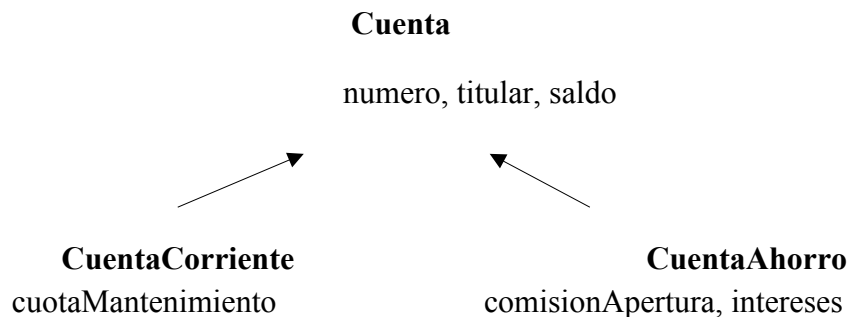 Cuenta
numero, titular, saldo
CuentaCorriente
CuentaAhorro
cuotaMantenimiento
comisionApertura, intereses